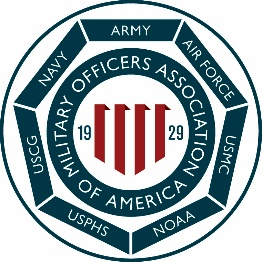 ARMY
AIR FORCE
USMC
NOAA
USPHS
USCG
NAVY
MILITARY OFFICERS ASSOCIATION
OF AMERICA
19 29